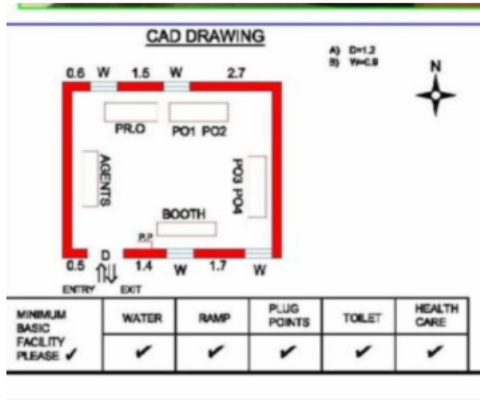 CAD DRAWING
A) D=1.2
B) W=0.9
N
0.6 W 1.5 W 2.7
PR.O
PO1 PO2
AGENTS
PO3 PO4
BOOTH
P.P
0.5 D 1.4 W 1.7 W
ENTRY EXIT
MINIMUM BASIC FACILITY PLEASE ✓
WATER
RAMP
PLUG POINTS
TOILET
HEALTH CARE
✓ ✓ ✓ ✓ ✓